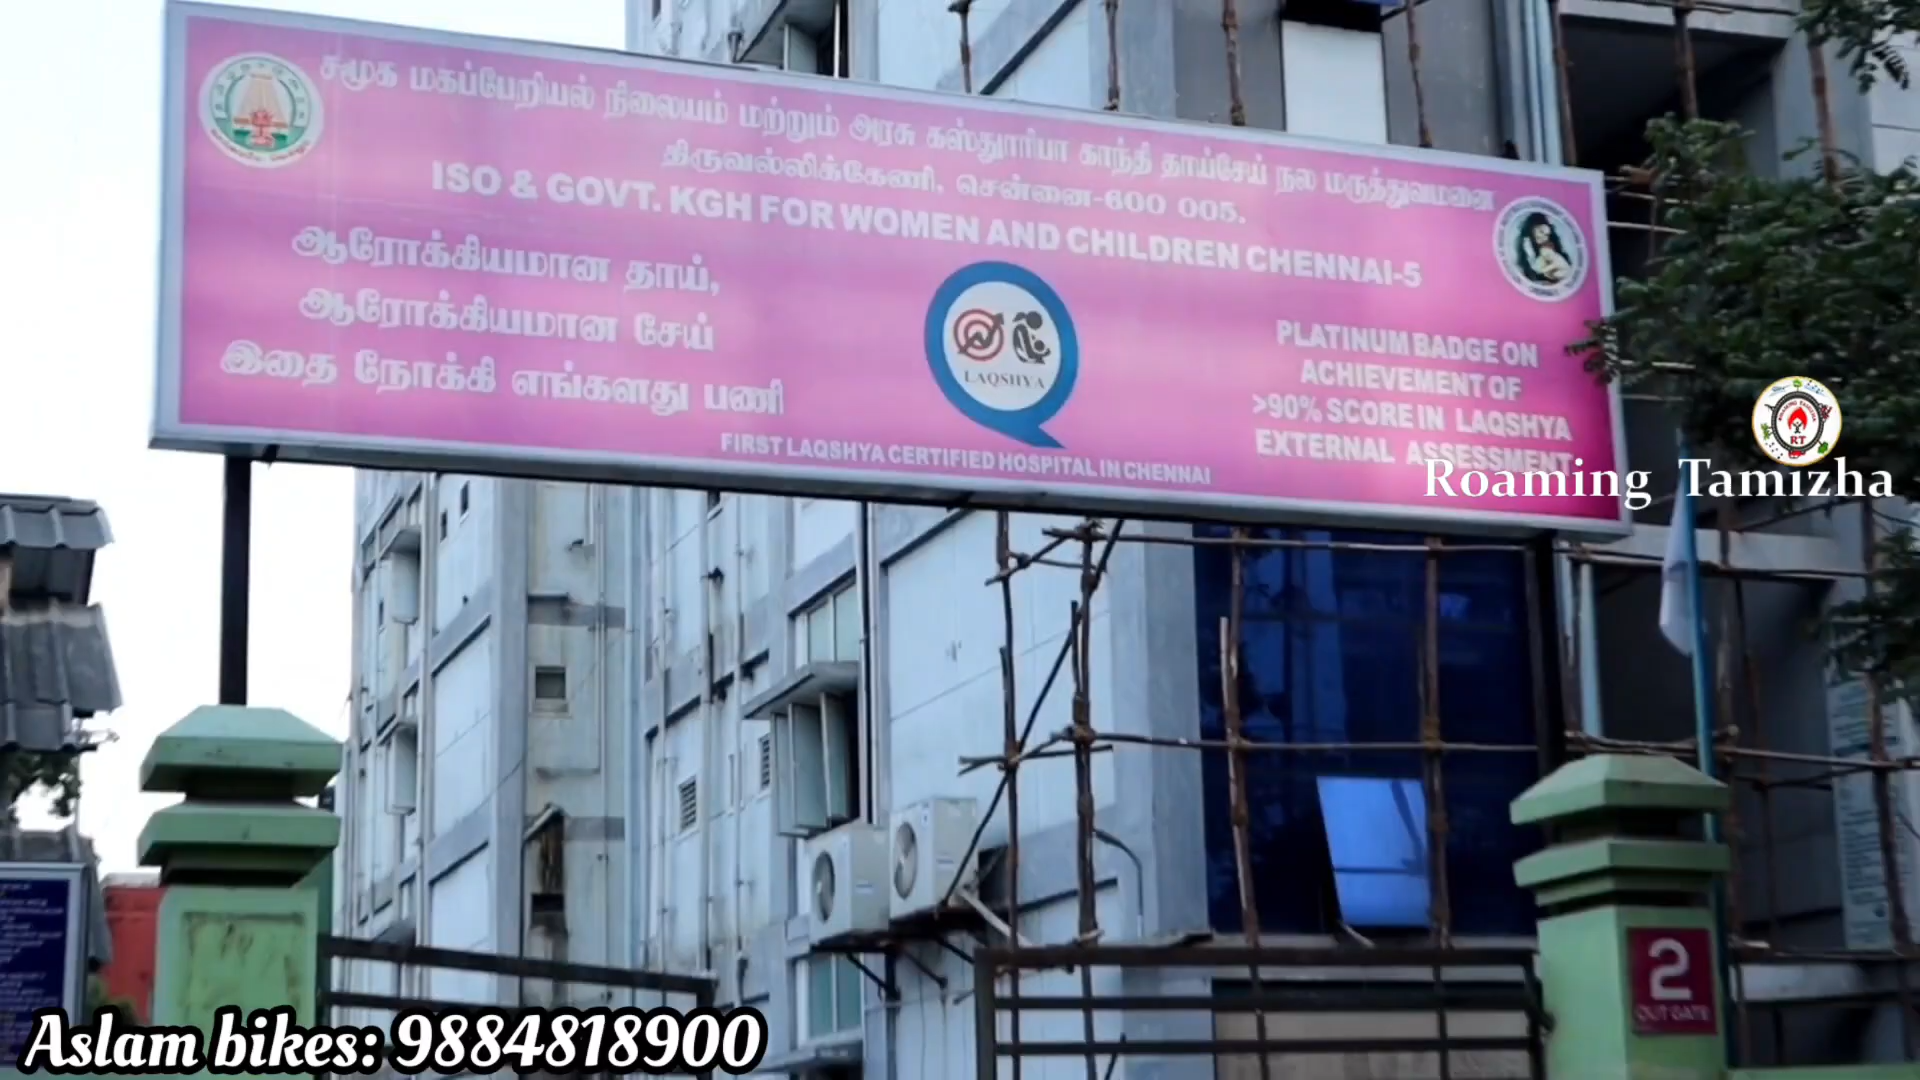 சமூக மகப்பேறியல் நிலையம் மற்றும் அரசு கஸ்தூரிபா காந்தி தாய்சேய் நல மருத்துவமனை
திருவல்லிக்கேணி, சென்னை-600 005.
ISO & GOVT. KGH FOR WOMEN AND CHILDREN CHENNAI-5
ஆரோக்கியமான தாய்,
ஆரோக்கியமான சேய்
இதை நோக்கி எங்களது பணி
LAQSHYA
PLATINUM BADGE ON
ACHIEVEMENT OF
>90% SCORE IN LAQSHYA
EXTERNAL ASSESSMENT
FIRST LAQSHYA CERTIFIED HOSPITAL IN CHENNAI
RT
Roaming Tamizha
2
OUT GATE
Aslam bikes: 9884818900